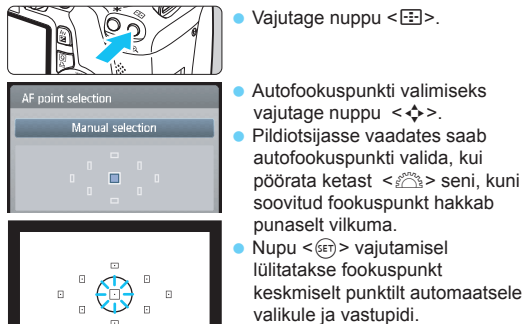 Vajutage nuppu < >.
AF point selection
Manual selection
Autofookuspunkti valimiseks
vajutage nuppu < >.
Pildiotsijasse vaadates saab
autofookuspunkti valida, kui
pöörata ketast < > seni, kuni
soovitud fookuspunkt hakkab
punaselt vilkuma.
Nupu <SET> vajutamisel
lülitatakse fookuspunkt
keskmiselt punktilt automaatsele
valikule ja vastupidi.